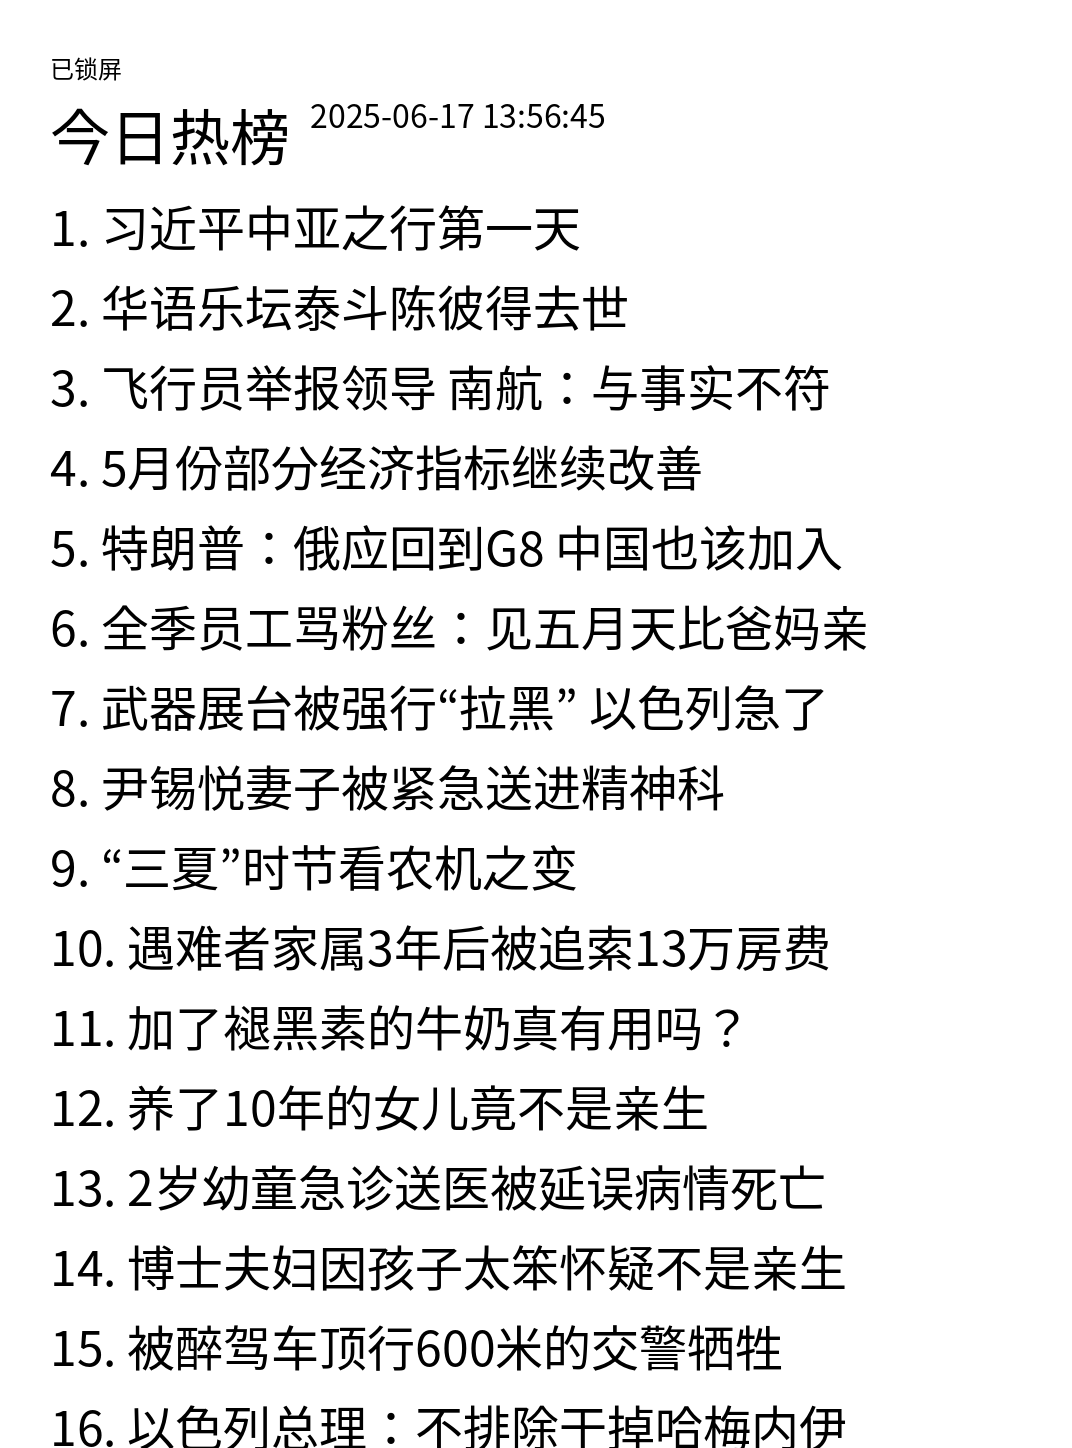 已锁屏
今日热榜 2025-06-17 13:56:45
1. 习近平中亚之行第一天
2. 华语乐坛泰斗陈彼得去世
3. 飞行员举报领导 南航：与事实不符
4. 5月份部分经济指标继续改善
5. 特朗普：俄应回到G8 中国也该加入
6. 全季员工骂粉丝：见五月天比爸妈亲
7. 武器展台被强行“拉黑” 以色列急了
8. 尹锡悦妻子被紧急送进精神科
9. “三夏”时节看农机之变
10. 遇难者家属3年后被追索13万房费
11. 加了褪黑素的牛奶真有用吗？
12. 养了10年的女儿竟不是亲生
13. 2岁幼童急诊送医被延误病情死亡
14. 博士夫妇因孩子太笨怀疑不是亲生
15. 被醉驾车顶行600米的交警牺牲
16. 以色列总理：不排除干掉哈梅内伊